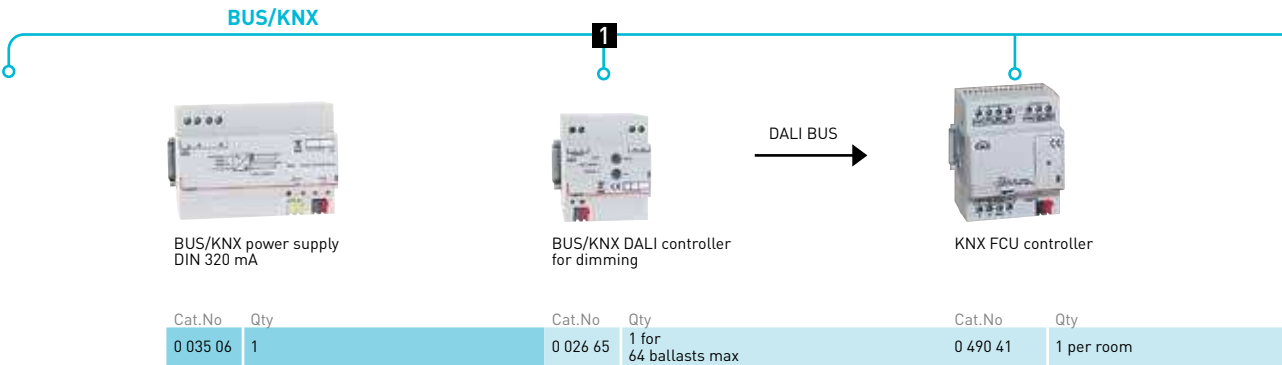 BUS/KNX
1
DALI BUS
BUS/KNX power supply
DIN 320 mA
BUS/KNX DALI controller
for dimming
KNX FCU controller
Cat.No Qty
0 035 06 1
Cat.No Qty
0 026 65 1 for
64 ballasts max
Cat.No Qty
0 490 41 1 per room